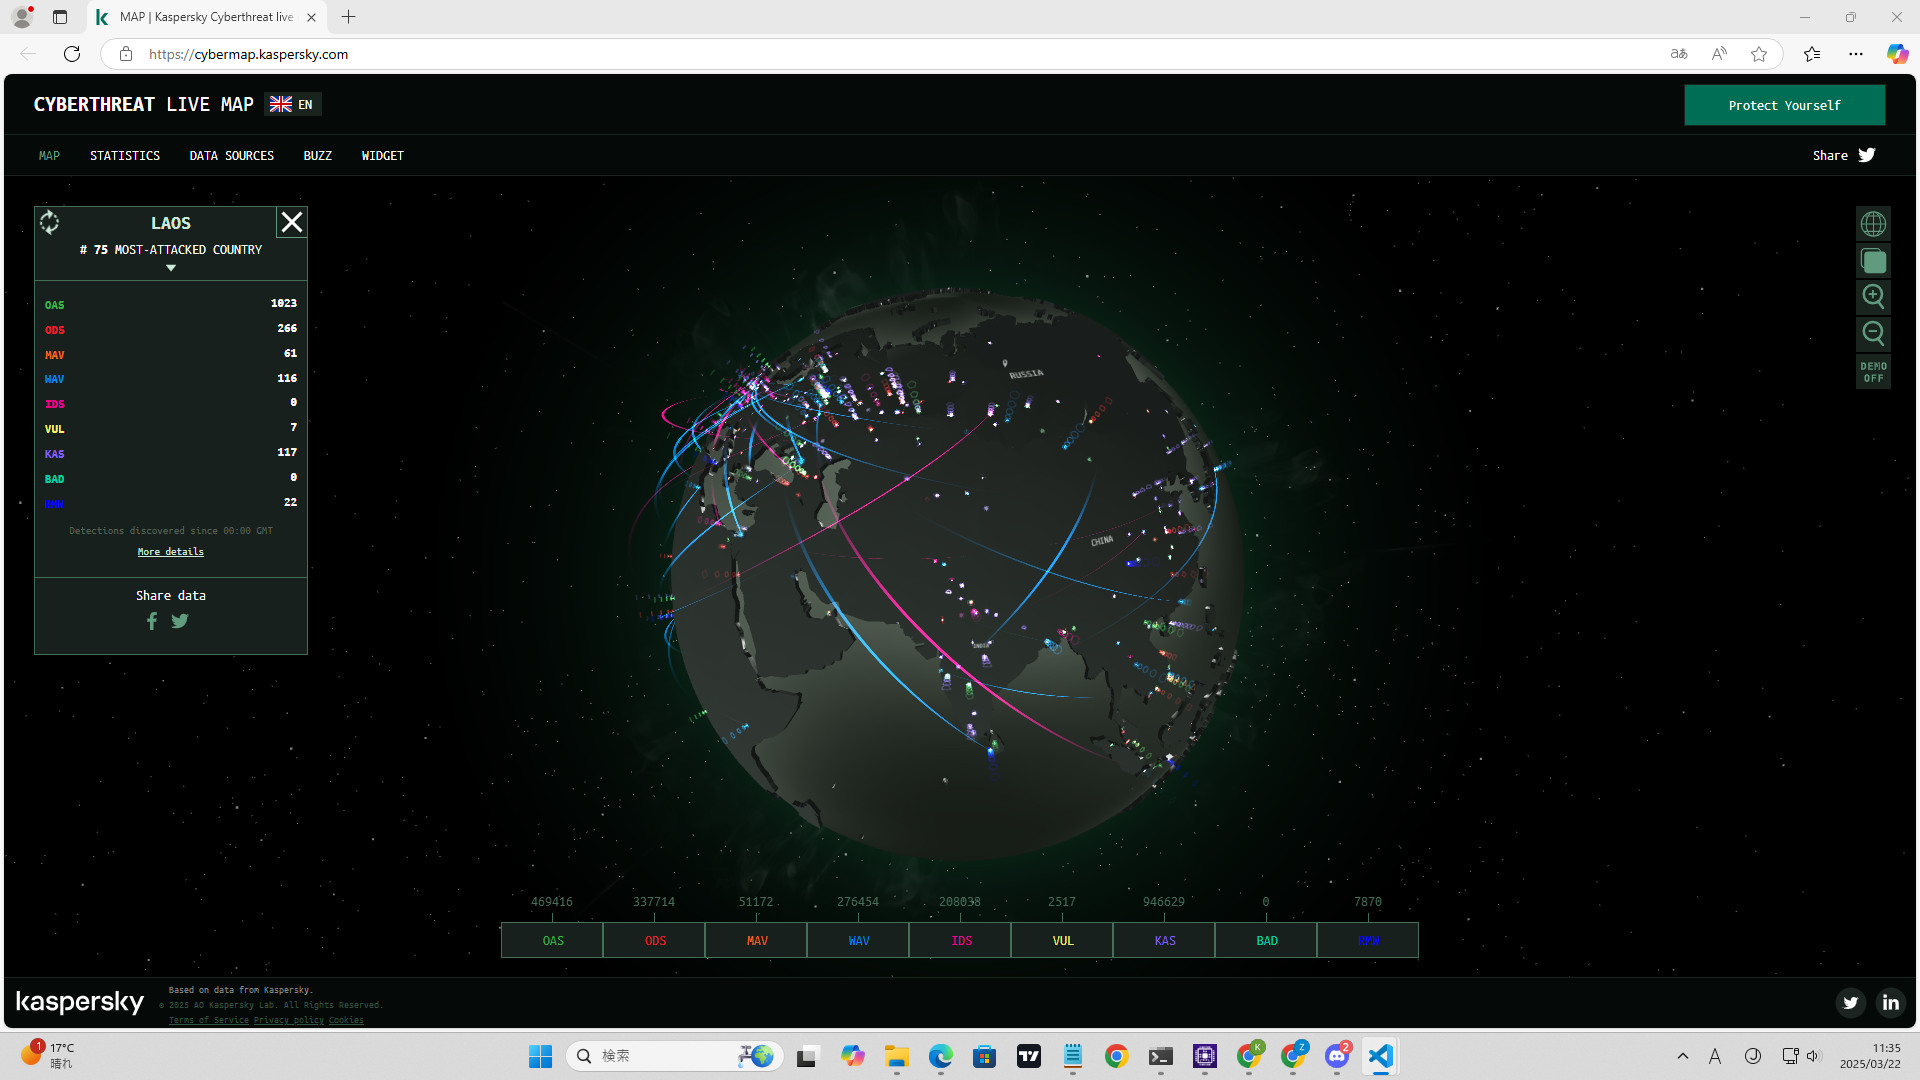 MAP | Kaspersky Cyberthreat live
https://cybermap.kaspersky.com
CYBERTHREAT LIVE MAP EN
Protect Yourself
MAP STATISTICS DATA SOURCES BUZZ WIDGET
Share
LAOS
# 75 MOST-ATTACKED COUNTRY
OAS 1023
ODS 266
MAV 61
WAV 116
IDS 0
VUL 7
KAS 117
BAD 0
RMW 22
Detections discovered since 00:00 GMT
More details
Share data
DEMO
OFF
RUSSIA
CHINA
INDIA
469416 337714 51172 276454 208038 2517 946629 0 7870
OAS ODS MAV WAV IDS VUL KAS BAD RMW
kaspersky
Based on data from Kaspersky.
© 2025 AO Kaspersky Lab. All Rights Reserved.
Terms of Service Privacy policy Cookies
1
17°C
晴れ
検索
K
Z
2
A
11:35
2025/03/22